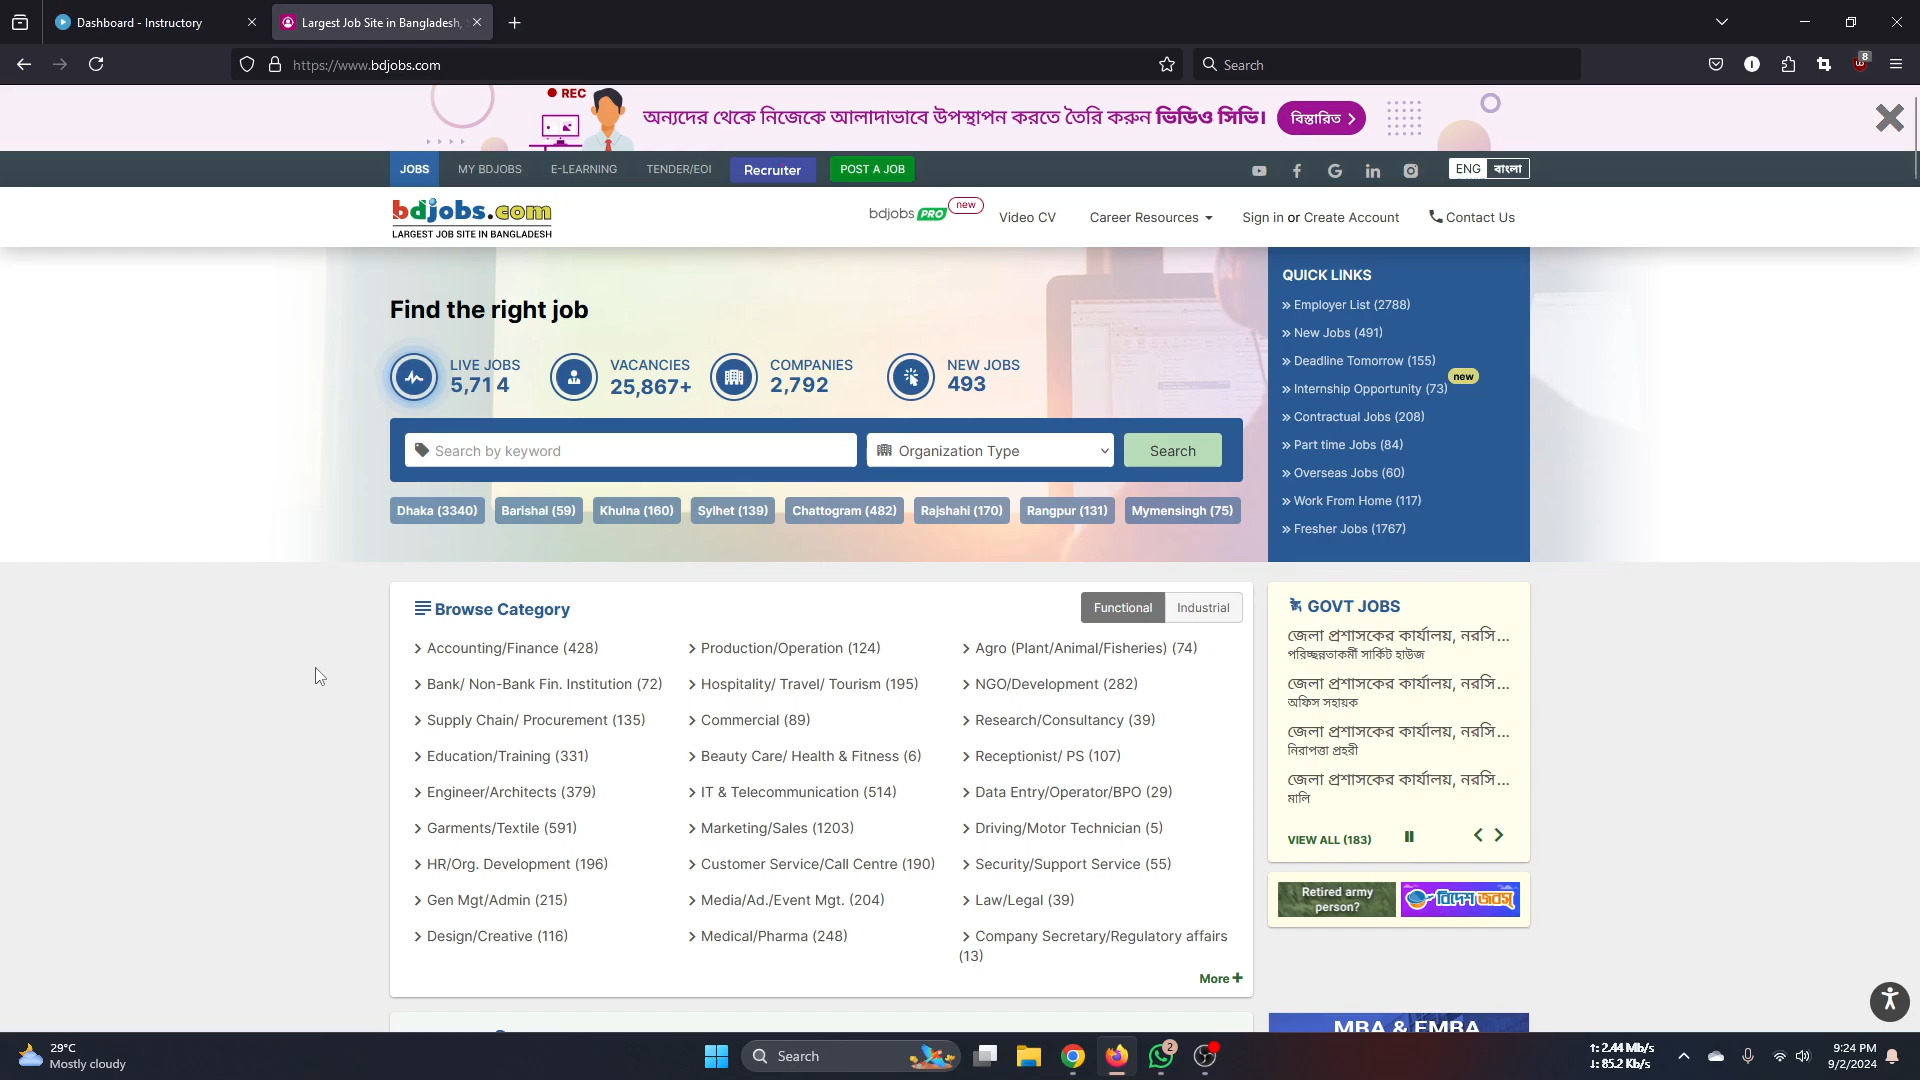 Dashboard - Instructory
Largest Job Site in Bangladesh,
https://www.bdjobs.com
Search
8
REC
অন্যদের থেকে নিজেকে আলাদাভাবে উপস্থাপন করতে তৈরি করুন ভিডিও সিভি।
বিস্তারিত
JOBS MY BDJOBS E-LEARNING TENDER/EOI Recruiter POST A JOB
ENG বাংলা
bdjobs.com
LARGEST JOB SITE IN BANGLADESH
bdjobs PRO new
Video CV
Career Resources
Sign in or Create Account
Contact Us
Find the right job
LIVE JOBS
5,714
VACANCIES
25,867+
COMPANIES
2,792
NEW JOBS
493
Search by keyword
Organization Type
Search
Dhaka (3340) Barishal (59) Khulna (160) Sylhet (139) Chattogram (482) Rajshahi (170) Rangpur (131) Mymensingh (75)
QUICK LINKS
Employer List (2788)
New Jobs (491)
Deadline Tomorrow (155)
Internship Opportunity (73) new
Contractual Jobs (208)
Part time Jobs (84)
Overseas Jobs (60)
Work From Home (117)
Fresher Jobs (1767)
Browse Category
Functional Industrial
Accounting/Finance (428)
Bank/ Non-Bank Fin. Institution (72)
Supply Chain/ Procurement (135)
Education/Training (331)
Engineer/Architects (379)
Garments/Textile (591)
HR/Org. Development (196)
Gen Mgt/Admin (215)
Design/Creative (116)
Production/Operation (124)
Hospitality/ Travel/ Tourism (195)
Commercial (89)
Beauty Care/ Health & Fitness (6)
IT & Telecommunication (514)
Marketing/Sales (1203)
Customer Service/Call Centre (190)
Media/Ad./Event Mgt. (204)
Medical/Pharma (248)
Agro (Plant/Animal/Fisheries) (74)
NGO/Development (282)
Research/Consultancy (39)
Receptionist/ PS (107)
Data Entry/Operator/BPO (29)
Driving/Motor Technician (5)
Security/Support Service (55)
Law/Legal (39)
Company Secretary/Regulatory affairs
(13)
More
GOVT JOBS
জেলা প্রশাসকের কার্যালয়, নরসি...
পরিচ্ছন্নতাকর্মী সার্কিট হাউজ
জেলা প্রশাসকের কার্যালয়, নরসি...
অফিস সহায়ক
জেলা প্রশাসকের কার্যালয়, নরসি...
নিরাপত্তা প্রহরী
জেলা প্রশাসকের কার্যালয়, নরসি...
মালি
VIEW ALL (183)
Retired army
person?
বিদেশ জবস্
MBA & EMBA
29°C
Mostly cloudy
Search
2
↑: 2.44 Mb/s
↓: 85.2 Kb/s
9:24 PM
9/2/2024